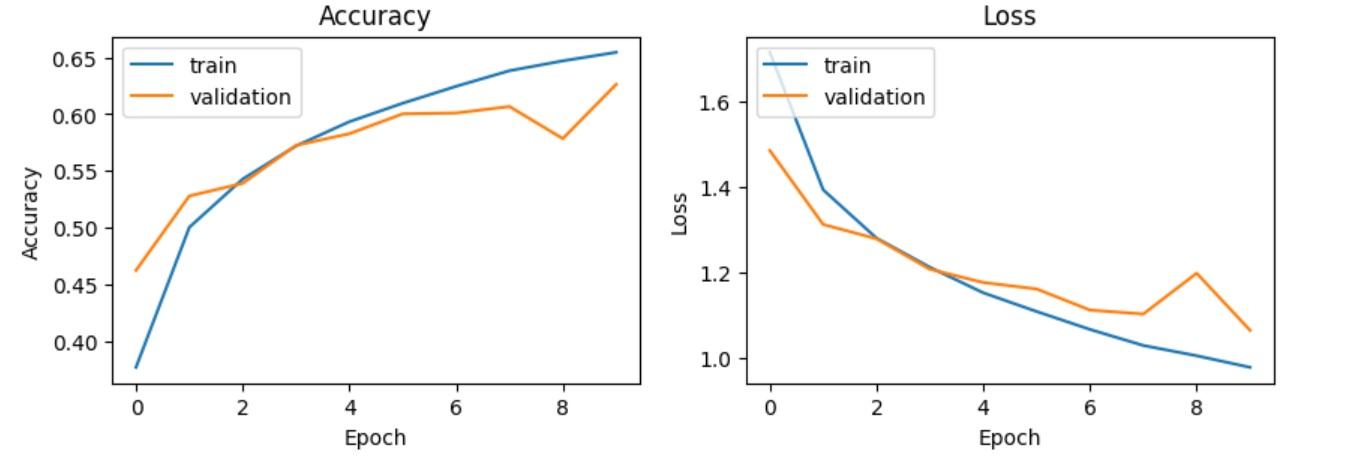 Accuracy
train
validation
0.65
0.60
0.55
0.50
0.45
0.40
Accuracy
0 2 4 6 8
Epoch
Loss
train
validation
1.6
1.4
1.2
1.0
Loss
0 2 4 6 8
Epoch